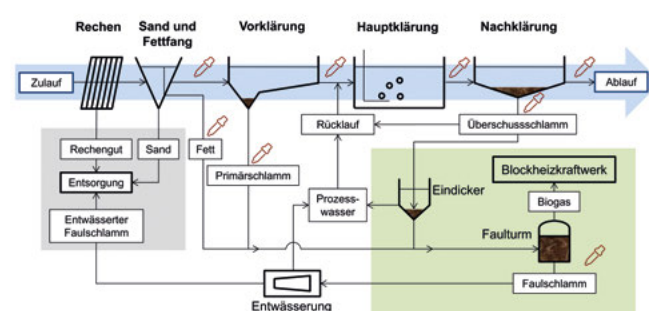 Rechen
Sand und
Fettfang
Vorklärung
Hauptklärung
Nachklärung
Zulauf
Ablauf
Rücklauf
Überschussschlamm
Rechengut
Sand
Fett
Primärschlamm
Entsorgung
Entwässerter
Faulschlamm
Prozess-
wasser
Eindicker
Blockheizkraftwerk
Biogas
Faulturm
Faulschlamm
Entwässerung